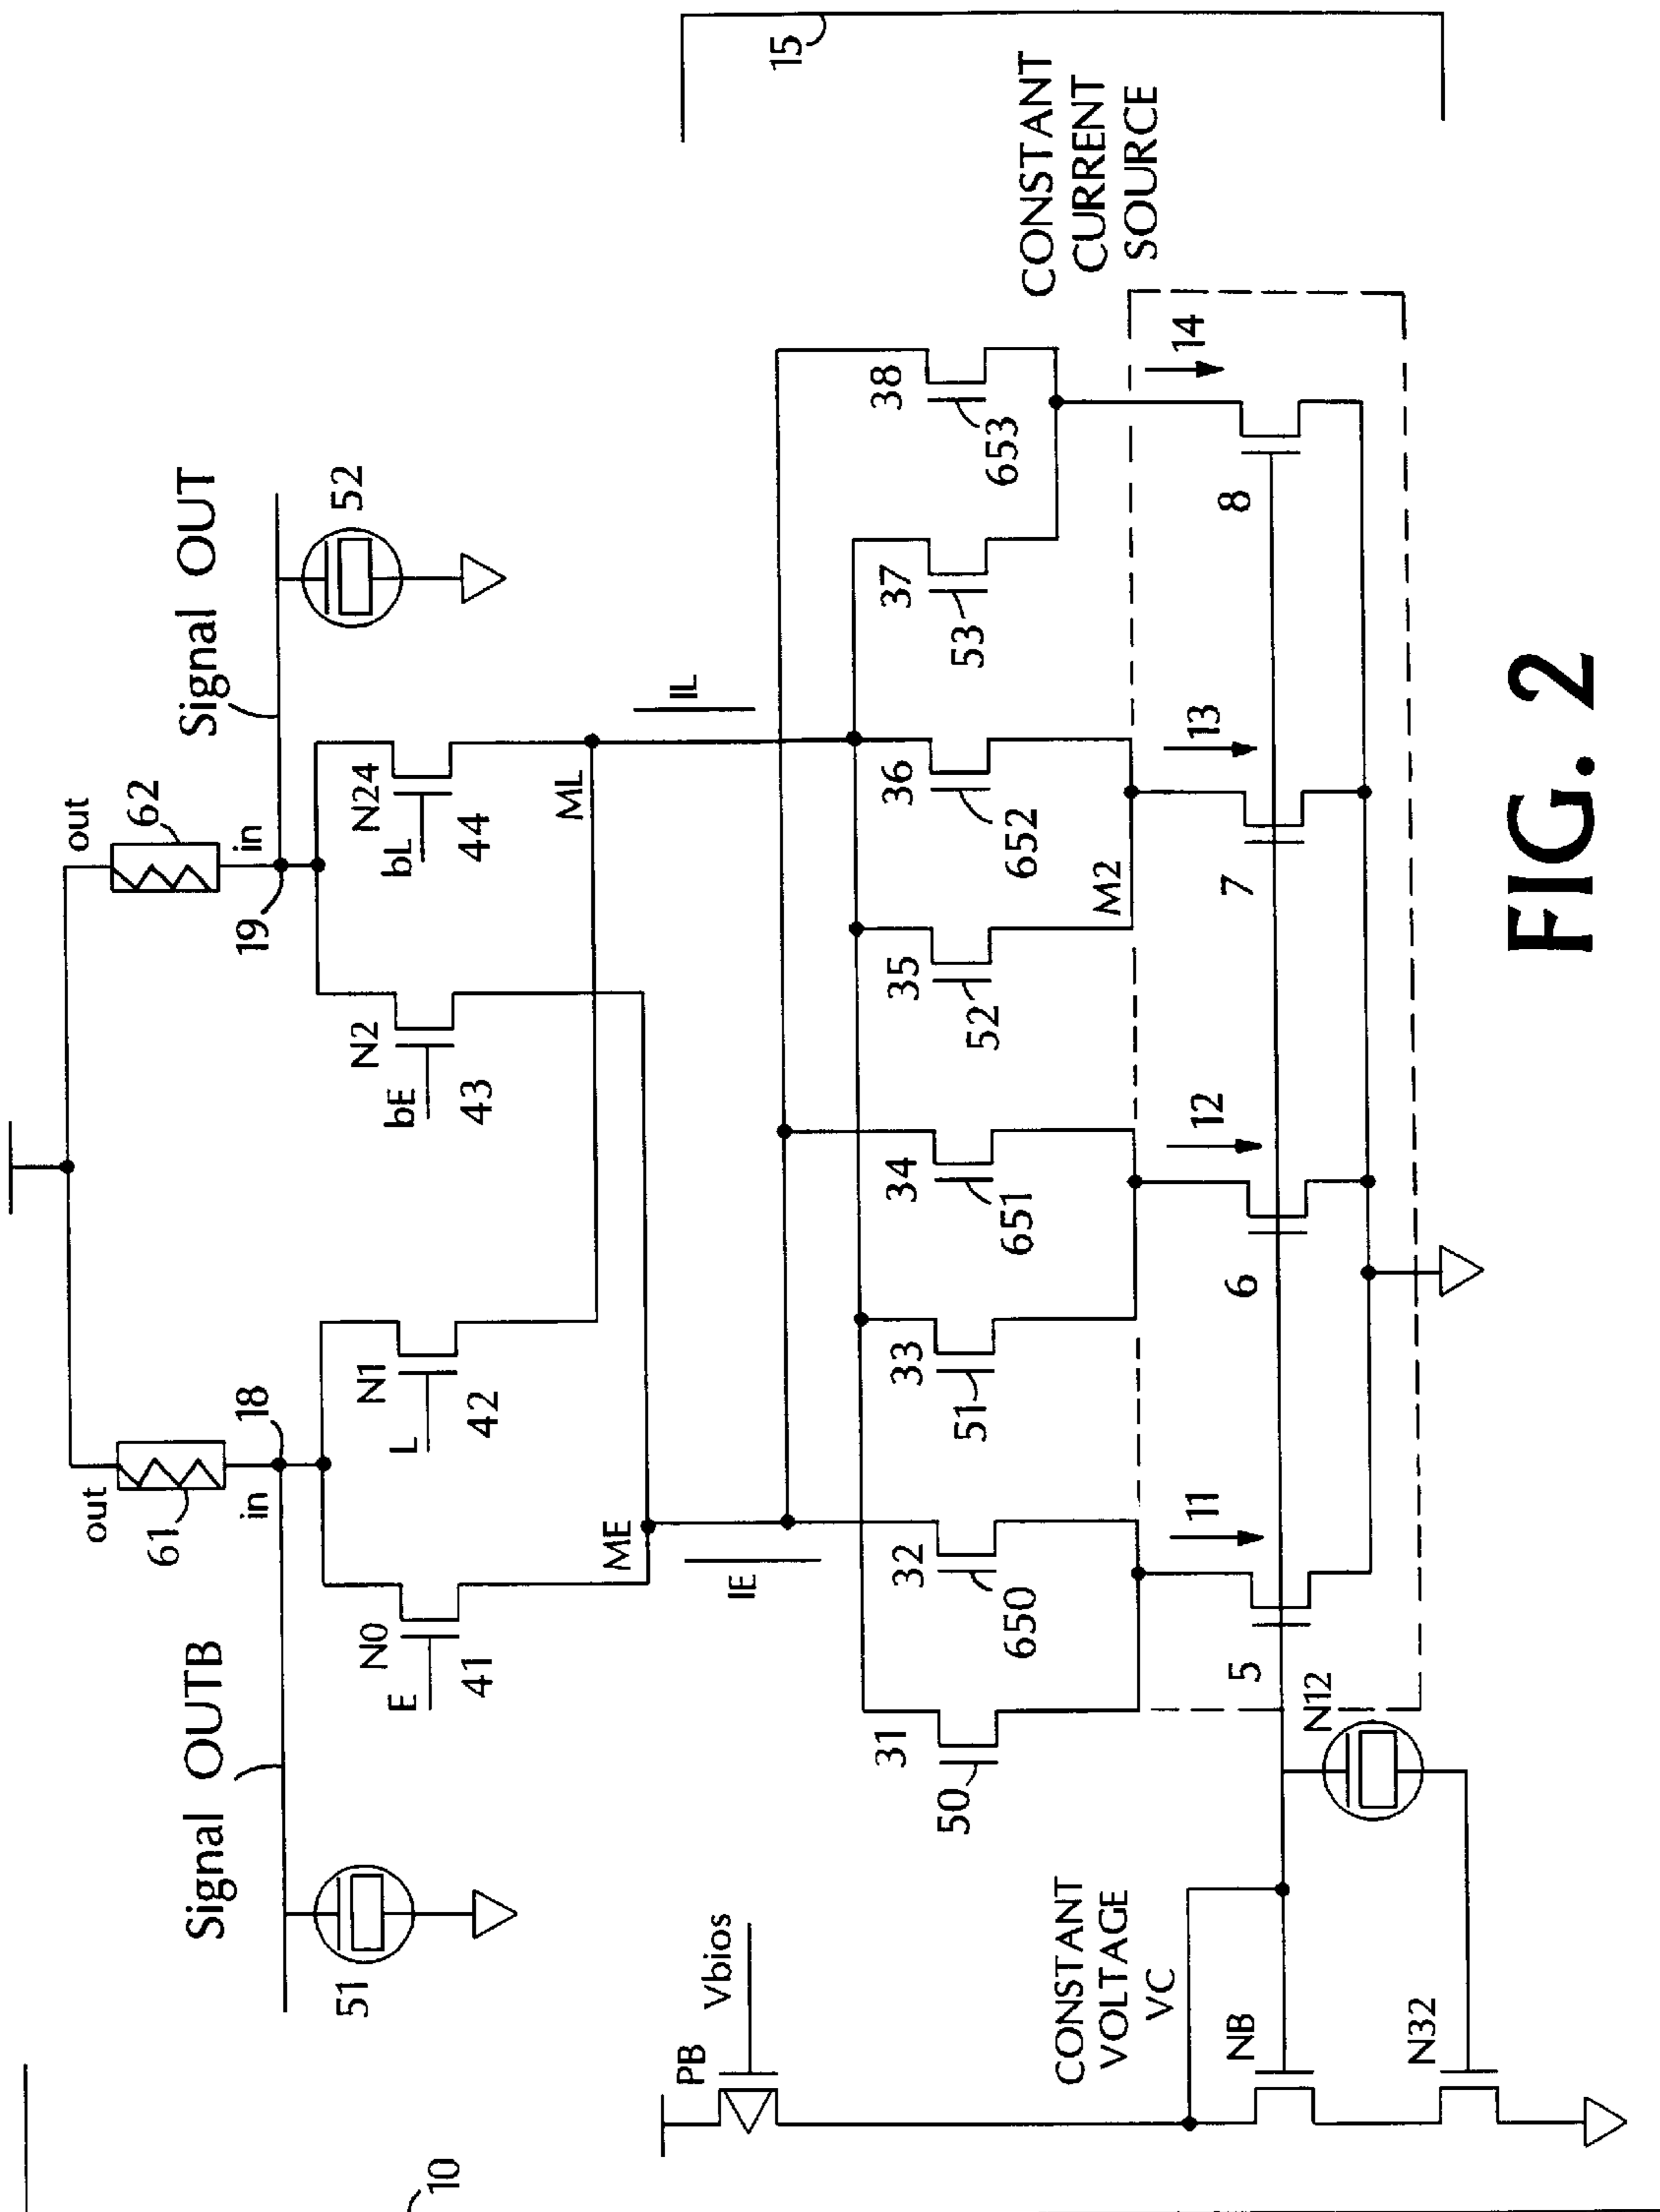 10
Signal OUTB
Signal OUT
51
52
out
61
in
18
out
62
in
19
N0
E
41
N1
L
42
N2
bE
43
N24
bL
44
ME
ML
IE
IL
15
PB
Vbios
31
50
32
650
33
51
34
651
35
52
36
652
37
53
38
653
M2
CONSTANT
VOLTAGE
VC
CONSTANT
CURRENT
SOURCE
11
12
13
14
5
6
7
8
NB
N12
N32
FIG. 2